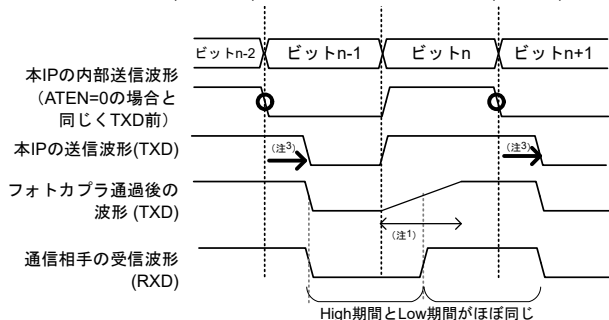 ビットn-2 ビットn-1 ビットn ビットn+1
本IPの内部送信波形
（ATEN=0の場合と
同じくTXD前）
本IPの送信波形(TXD)
（注3） （注3）
フォトカプラ通過後の
波形 (TXD)
（注1）
通信相手の受信波形
(RXD)
High期間とLow期間がほぼ同じ